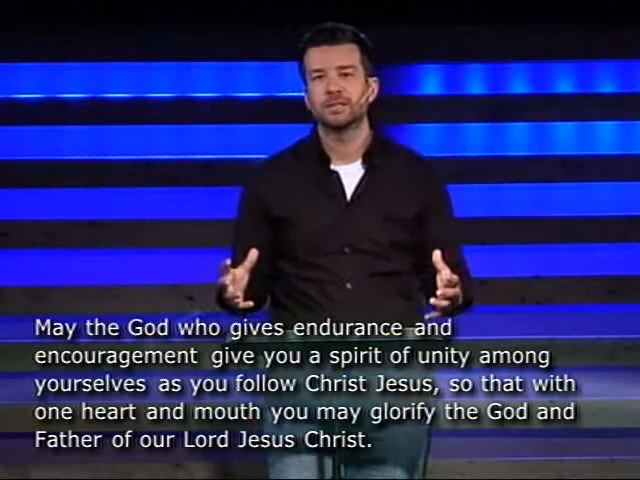 May the God who gives endurance and
encouragement give you a spirit of unity among
yourselves as you follow Christ Jesus, so that with
one heart and mouth you may glorify the God and
Father of our Lord Jesus Christ.